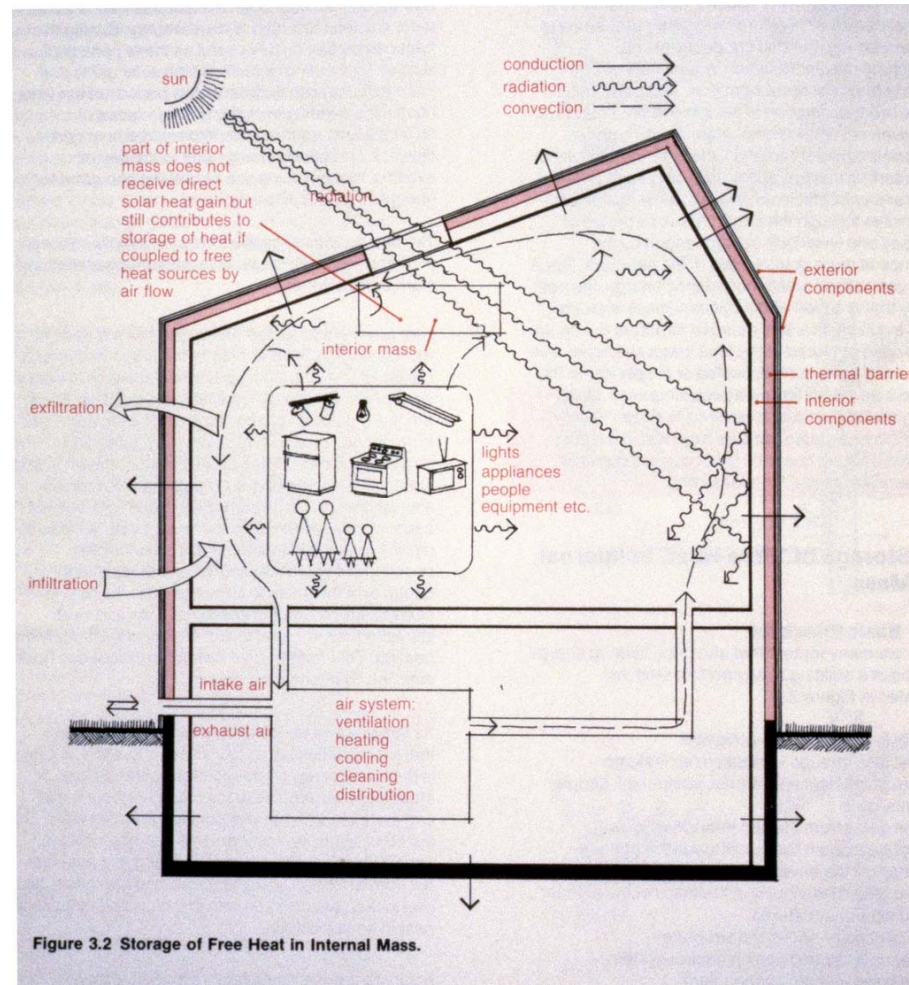 sun
conduction
radiation
convection
part of interior
mass does not
receive direct
solar heat gain but
still contributes to
storage of heat if
coupled to free
heat sources by
air flow
radiation
exterior
components
interior mass
thermal barrier
interior
components
exfiltration
lights
appliances
people
equipment etc.
infiltration
intake air
exhaust air
air system:
ventilation
heating
cooling
cleaning
distribution
Figure 3.2 Storage of Free Heat in Internal Mass.